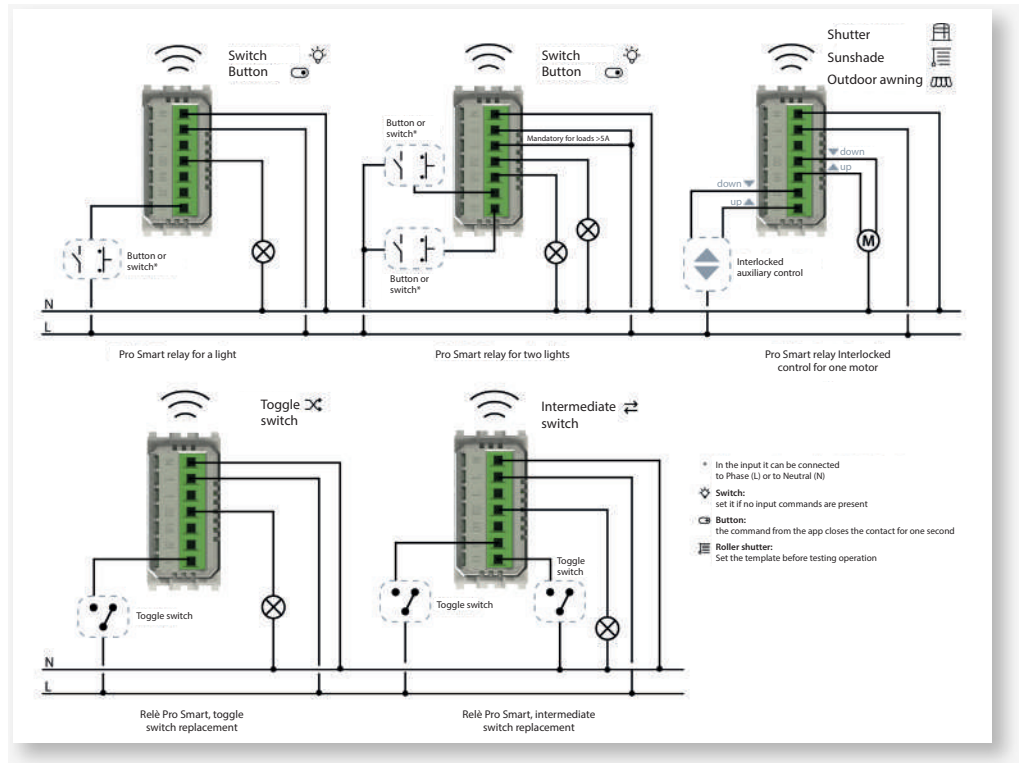 Switch
Button
Button or
switch*
N
L
Pro Smart relay for a light
Switch
Button
Button or
switch*
Mandatory for loads >5A
Button or
switch*
Pro Smart relay for two lights
Shutter
Sunshade
Outdoor awning
down
up
down
up
M
Interlocked
auxiliary control
Pro Smart relay Interlocked
control for one motor
Toggle
switch
Toggle switch
N
L
Relè Pro Smart, toggle
switch replacement
Intermediate
switch
Toggle
switch
Toggle switch
Relè Pro Smart, intermediate
switch replacement
* In the input it can be connected
to Phase (L) or to Neutral (N)
Switch:
set it if no input commands are present
Button:
the command from the app closes the contact for one second
Roller shutter:
Set the template before testing operation